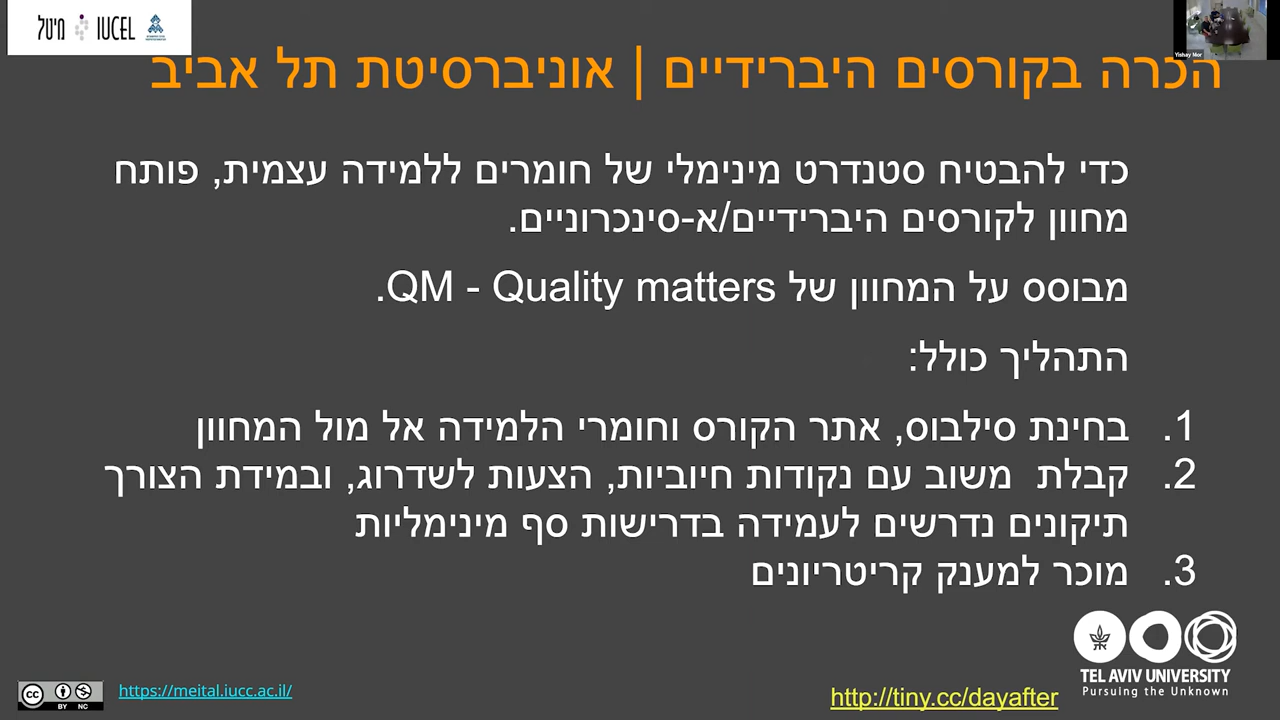 מיטל IUCEL
Yishay Mor
הכרה בקורסים היברידיים | אוניברסיטת תל אביב
כדי להבטיח סטנדרט מינימלי של חומרים ללמידה עצמית, פותח
מחוון לקורסים היברידיים/א-סינכרוניים.
מבוסס על המחוון של QM - Quality matters.
התהליך כולל:
1. בחינת סילבוס, אתר הקורס וחומרי הלמידה אל מול המחוון
2. קבלת משוב עם נקודות חיוביות, הצעות לשדרוג, ובמידת הצורך
תיקונים נדרשים לעמידה בדרישות סף מינימליות
3. מוכר למענק קריטריונים
TEL AVIV UNIVERSITY
Pursuing the Unknown
cc BY NC
https://meital.iucc.ac.il/
http://tiny.cc/dayafter